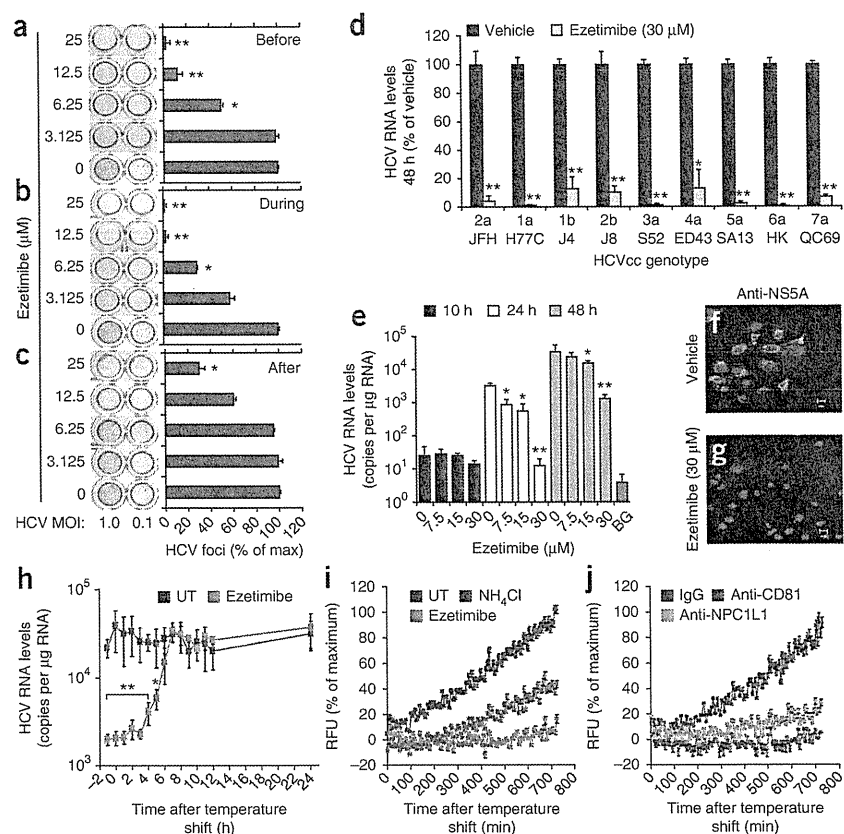 a
Before
25
**
12.5
**
6.25
*
3.125
0
b
During
25
**
12.5
**
6.25
*
3.125
0
c
After
25
*
12.5
6.25
3.125
0
Ezetimibe (μM)
HCV MOI: 1.0 0.1
0 20 40 60 80 100 120
HCV foci (% of max)
d
Vehicle Ezetimibe (30 μM)
HCV RNA levels
48 h (% of vehicle)
120
100
80
60
40
20
0
** ** ** ** ** * ** ** **
2a 1a 1b 2b 3a 4a 5a 6a 7a
JFH H77C J4 J8 S52 ED43 SA13 HK QC69
HCVcc genotype
e
10 h 24 h 48 h
HCV RNA levels
(copies per μg RNA)
10⁵
10⁴
10³
10²
10¹
10⁰
* * ** * **
0 7.5 15 30 0 7.5 15 30 0 7.5 15 30 BG
Ezetimibe (μM)
Anti-NS5A
f
Vehicle
g
Ezetimibe (30 μM)
h
UT Ezetimibe
HCV RNA levels
(copies per μg RNA)
10⁵
10⁴
10³
**
*
–2 0 2 4 6 8 10 12 14 16 18 20 22 24
Time after temperature
shift (h)
i
UT NH₄Cl
Ezetimibe
RFU (% of maximum)
120
100
80
60
40
20
0
–20
0 100 200 300 400 500 600 700 800
Time after temperature
shift (min)
j
IgG Anti-CD81
Anti-NPC1L1
RFU (% of maximum)
120
100
80
60
40
20
0
–20
0 100 200 300 400 500 600 700 800
Time after temperature
shift (min)